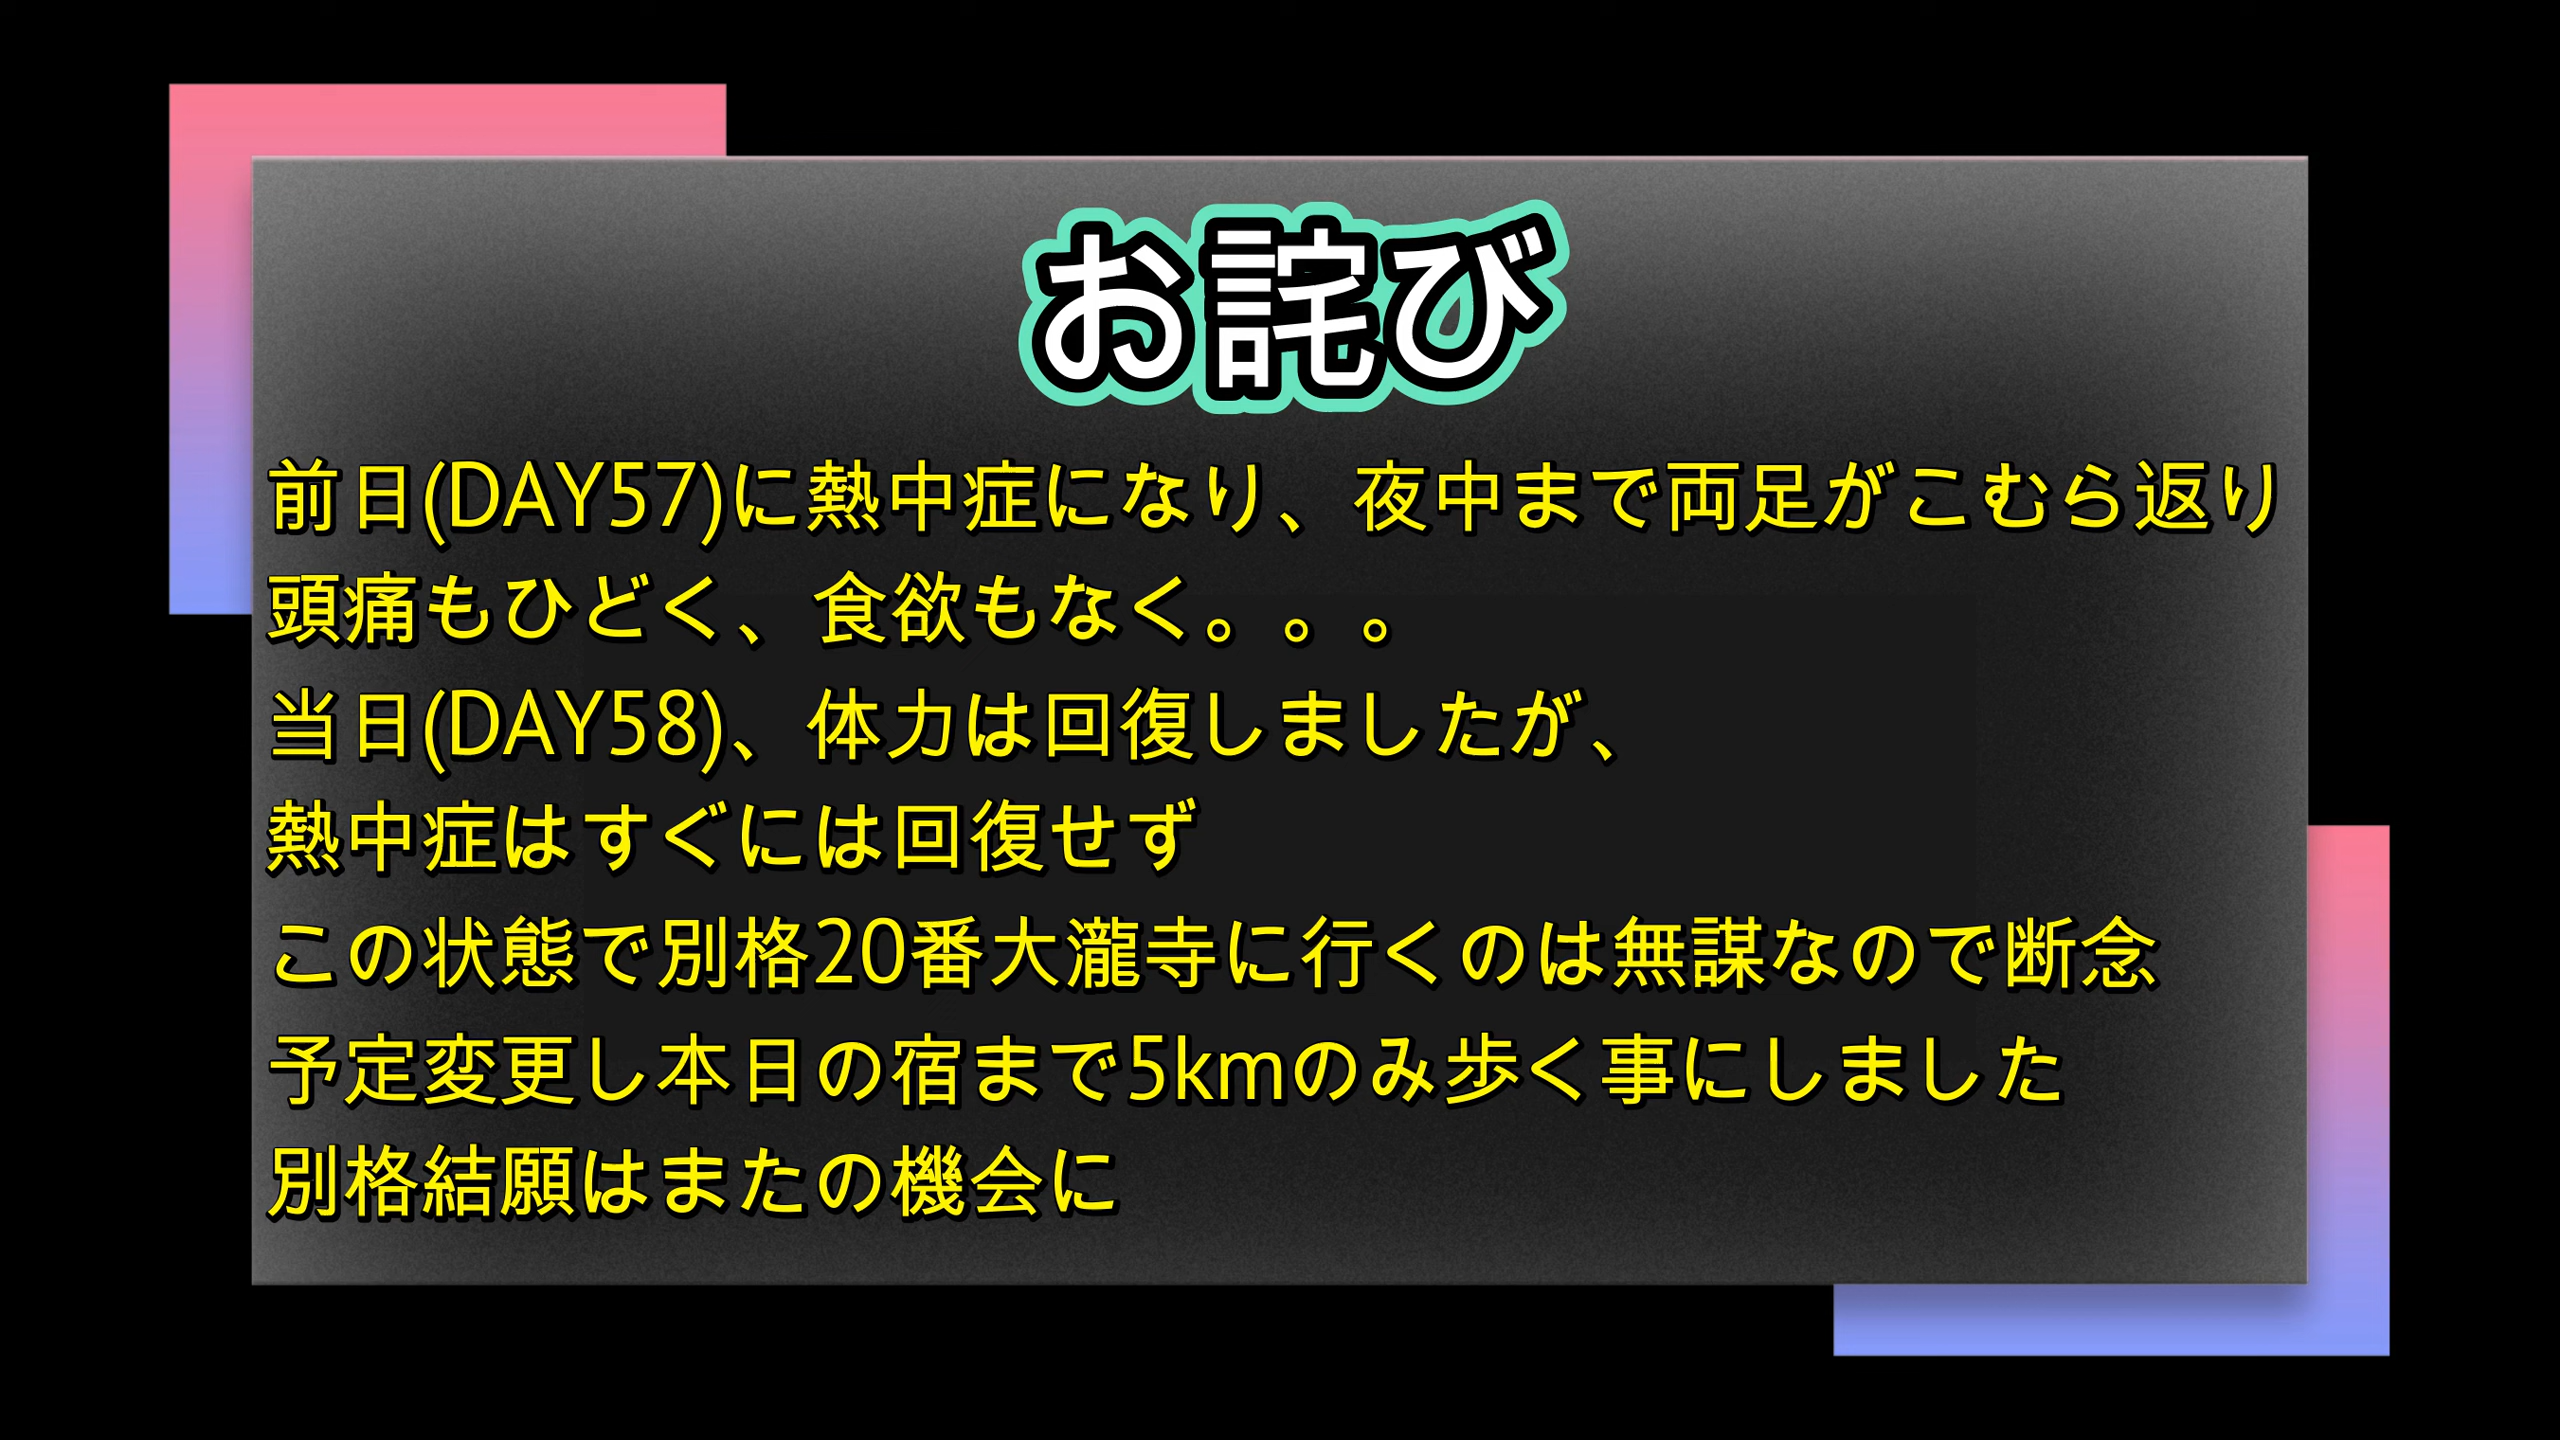 お詫び
前日(DAY57)に熱中症になり、夜中まで両足がこむら返り
頭痛もひどく、食欲もなく。。。
当日(DAY58)、体力は回復しましたが、
熱中症はすぐには回復せず
この状態で別格20番大瀧寺に行くのは無謀なので断念
予定変更し本日の宿まで5kmのみ歩く事にしました
別格結願はまたの機会に